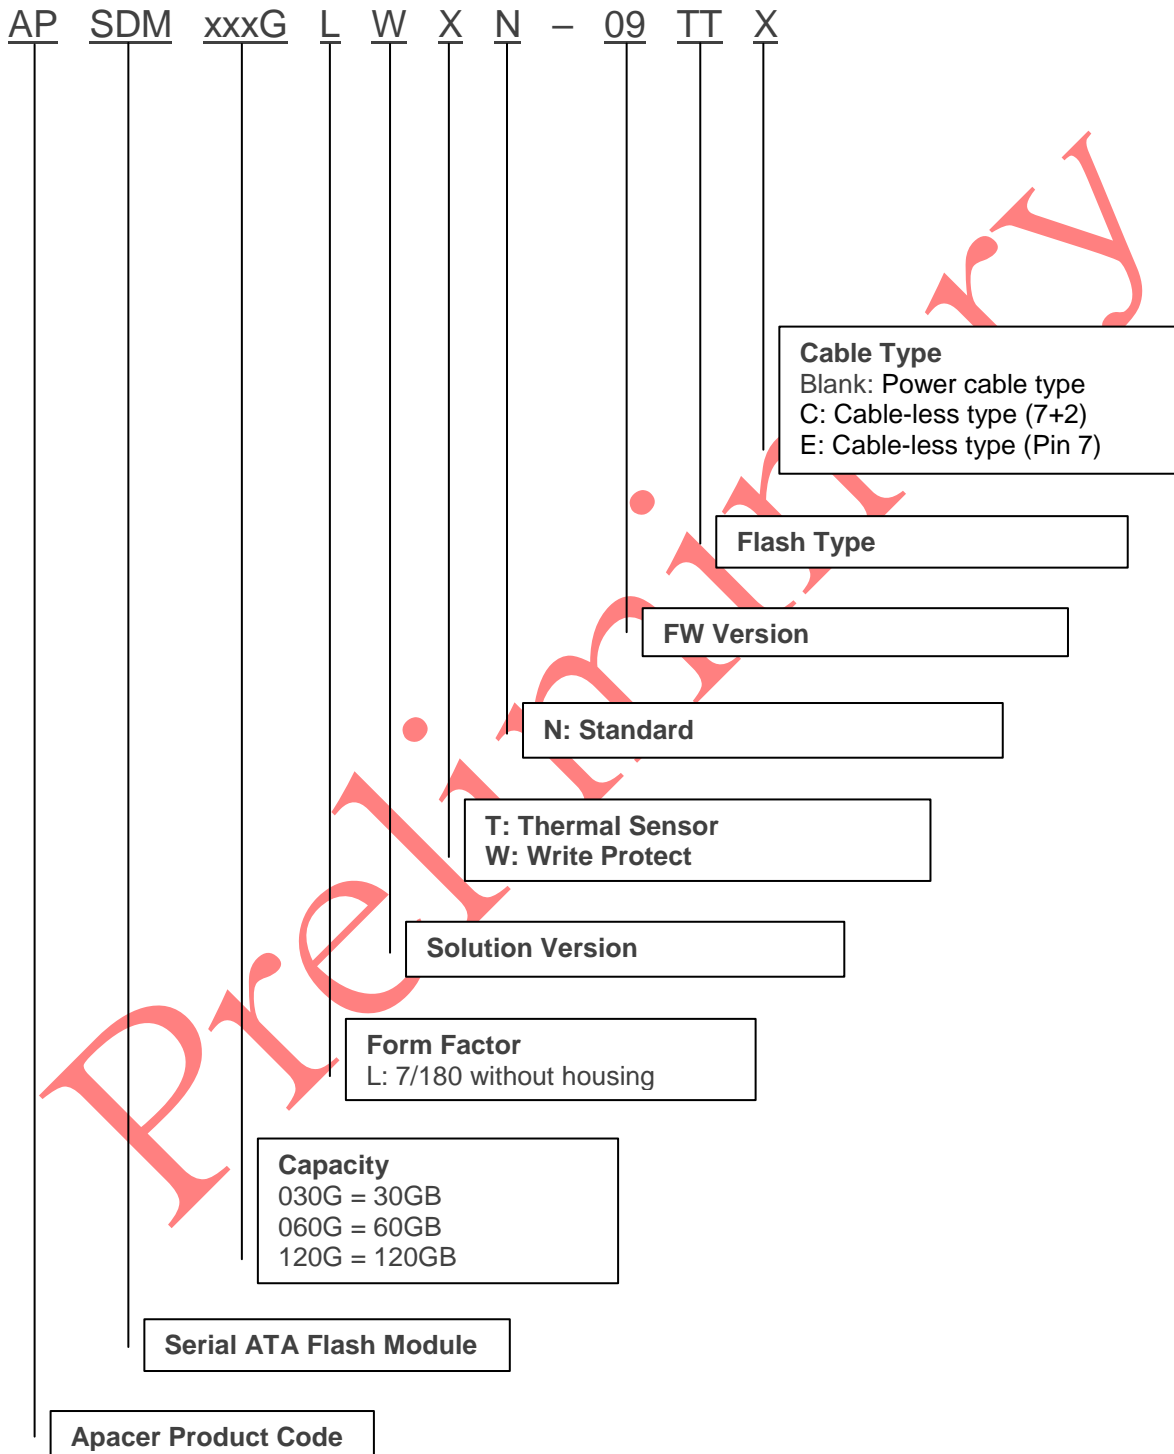 AP SDM xxxG L W X N – 09 TT X
Cable Type
Blank: Power cable type
C: Cable-less type (7+2)
E: Cable-less type (Pin 7)
Flash Type
FW Version
N: Standard
T: Thermal Sensor
W: Write Protect
Solution Version
Form Factor
L: 7/180 without housing
Capacity
030G = 30GB
060G = 60GB
120G = 120GB
Serial ATA Flash Module
Apacer Product Code
Preliminary